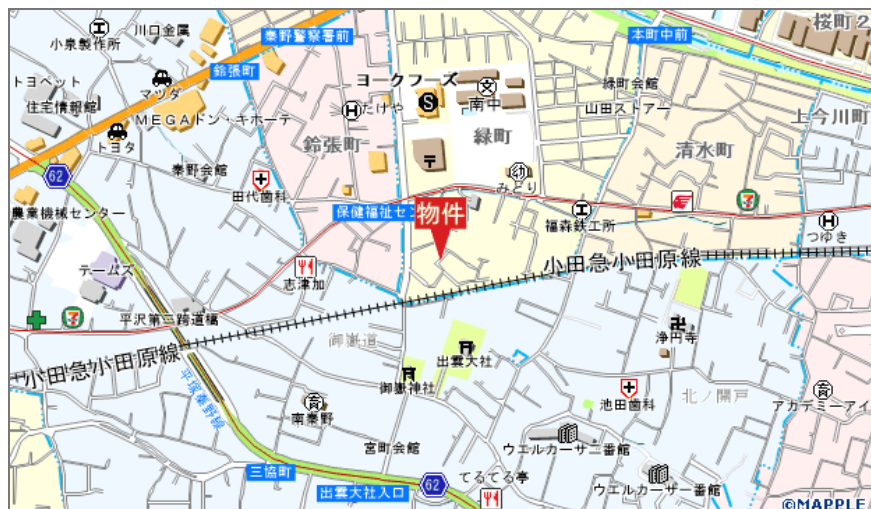 川口金属
小泉製作所
秦野警察署前
本町中前
桜町2
トヨペット
鈴張町
ヨークフーズ
緑町会館
マツダ
たけや
南中
山田ストアー
住宅情報館
MEGAドン・キホーテ
緑町
上今川町
トヨタ
鈴張町
清水町
秦野会館
みどり
62
田代歯科
農業機械センター
保健福祉セン
物件
福森鉄工所
つゆき
テームズ
志津加
小田急小田原線
平沢第二跨道橋
御嶽道
浄円寺
出雲大社
小田急小田原線
御嶽神社
池田歯科
北ノ開戸
平塚秦野線
南秦野
アカデミーアイ
宮町会館
ウエルカーサ二番館
三協町
てるてる亭
62
出雲大社入口
ウエルカーサー番館
©MAPPLE